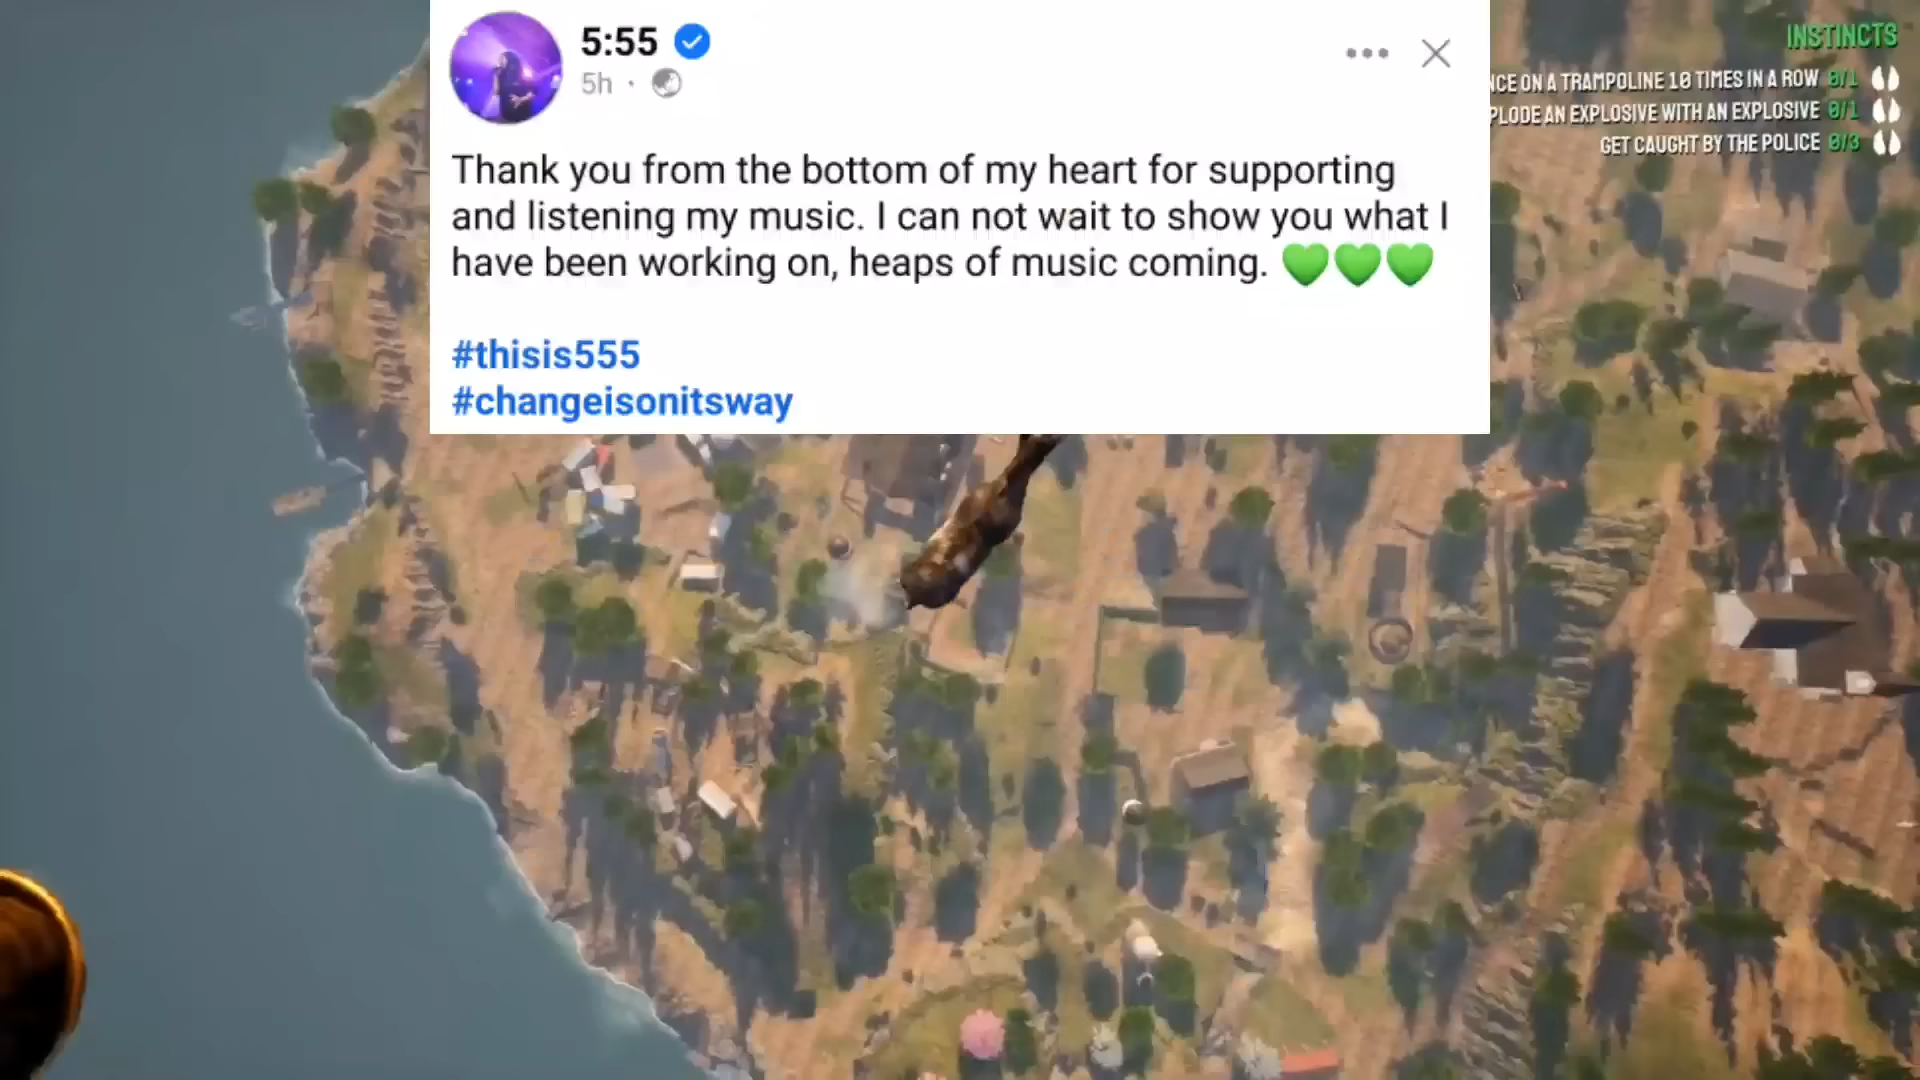 5:55
5h ·
Thank you from the bottom of my heart for supporting
and listening my music. I can not wait to show you what I
have been working on, heaps of music coming. 💚💚💚
#thisis555
#changeisonitsway
INSTINCTS
ON A TRAMPOLINE 10 TIMES IN A ROW 0/1
AN EXPLOSIVE WITH AN EXPLOSIVE 0/1
GET CAUGHT BY THE POLICE 0/3